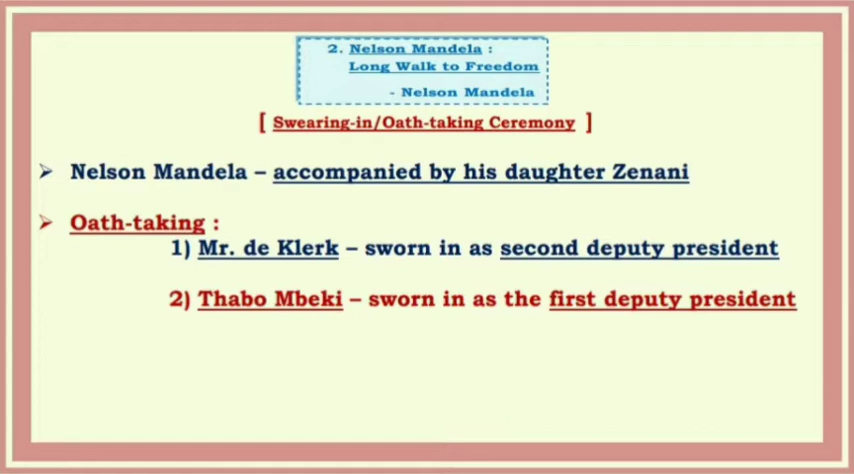 2. Nelson Mandela :
Long Walk to Freedom
- Nelson Mandela
[ Swearing-in/Oath-taking Ceremony ]
➢ Nelson Mandela – accompanied by his daughter Zenani
➢ Oath-taking :
1) Mr. de Klerk – sworn in as second deputy president
2) Thabo Mbeki – sworn in as the first deputy president